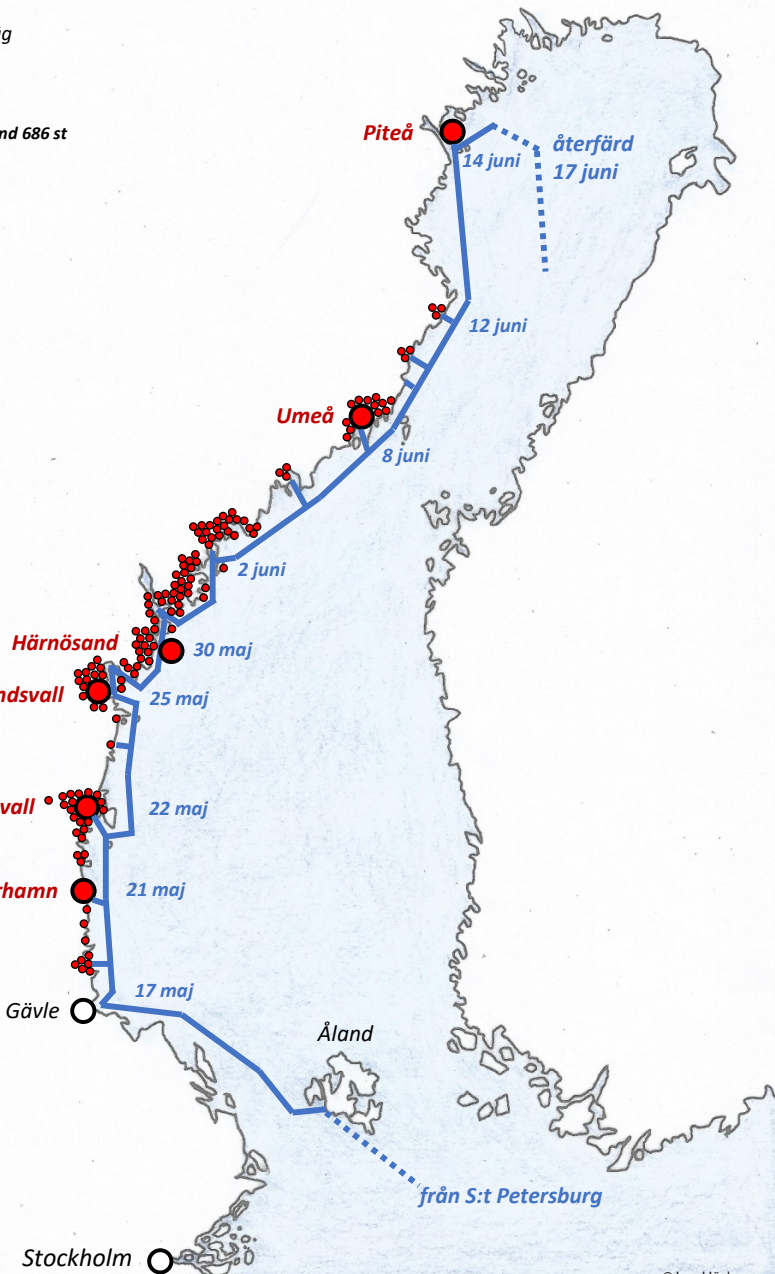 nd 686 st
Piteå
återfärd
14 juni
17 juni
12 juni
Umeå
8 juni
2 juni
Härnösand
30 maj
ndsvall
25 maj
vall
22 maj
rhamn
21 maj
17 maj
Gävle
Åland
från S:t Petersburg
Stockholm